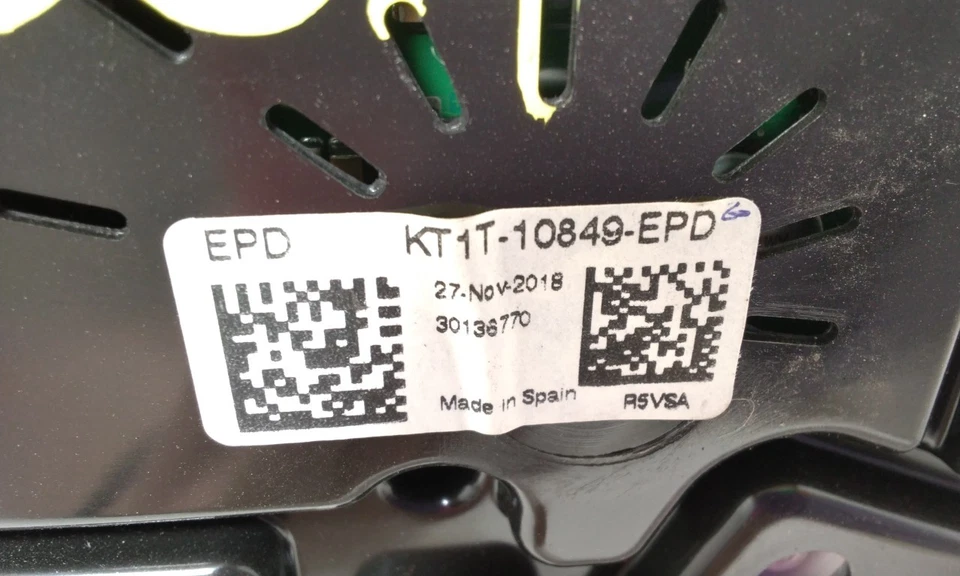 EPD KT1T-10849-EPD
27-Nov-2018
30136770
Made in Spain
R5VSA